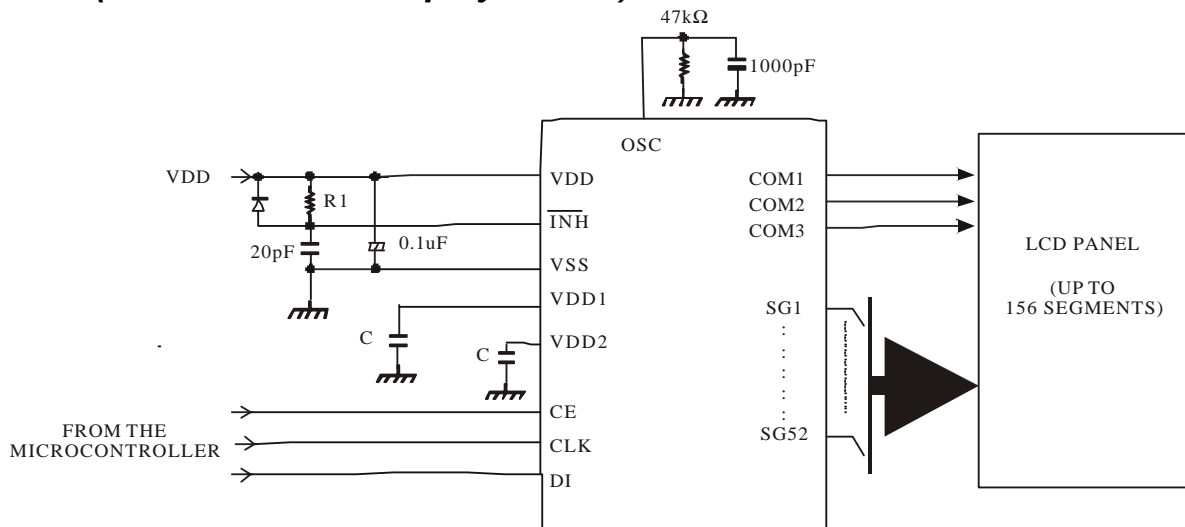 47kΩ
1000pF
OSC
VDD
VDD
R1
INH
20pF
0.1uF
VSS
VDD1
C
VDD2
C
CE
CLK
DI
FROM THE
MICROCONTROLLER
COM1
COM2
COM3
SG1
SG52
LCD PANEL
(UP TO
156 SEGMENTS)